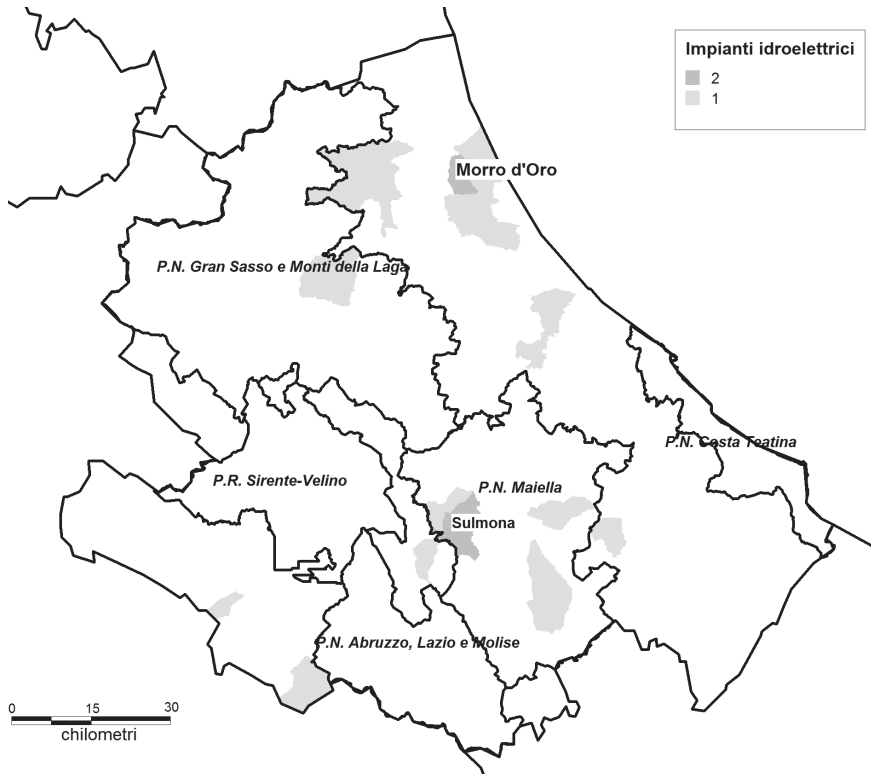 Impianti idroelettrici
2
1
Morro d'Oro
P.N. Gran Sasso e Monti della Laga
P.N. Costa Teatina
P.R. Sirente-Velino
P.N. Maiella
Sulmona
P.N. Abruzzo, Lazio e Molise
0 15 30
chilometri